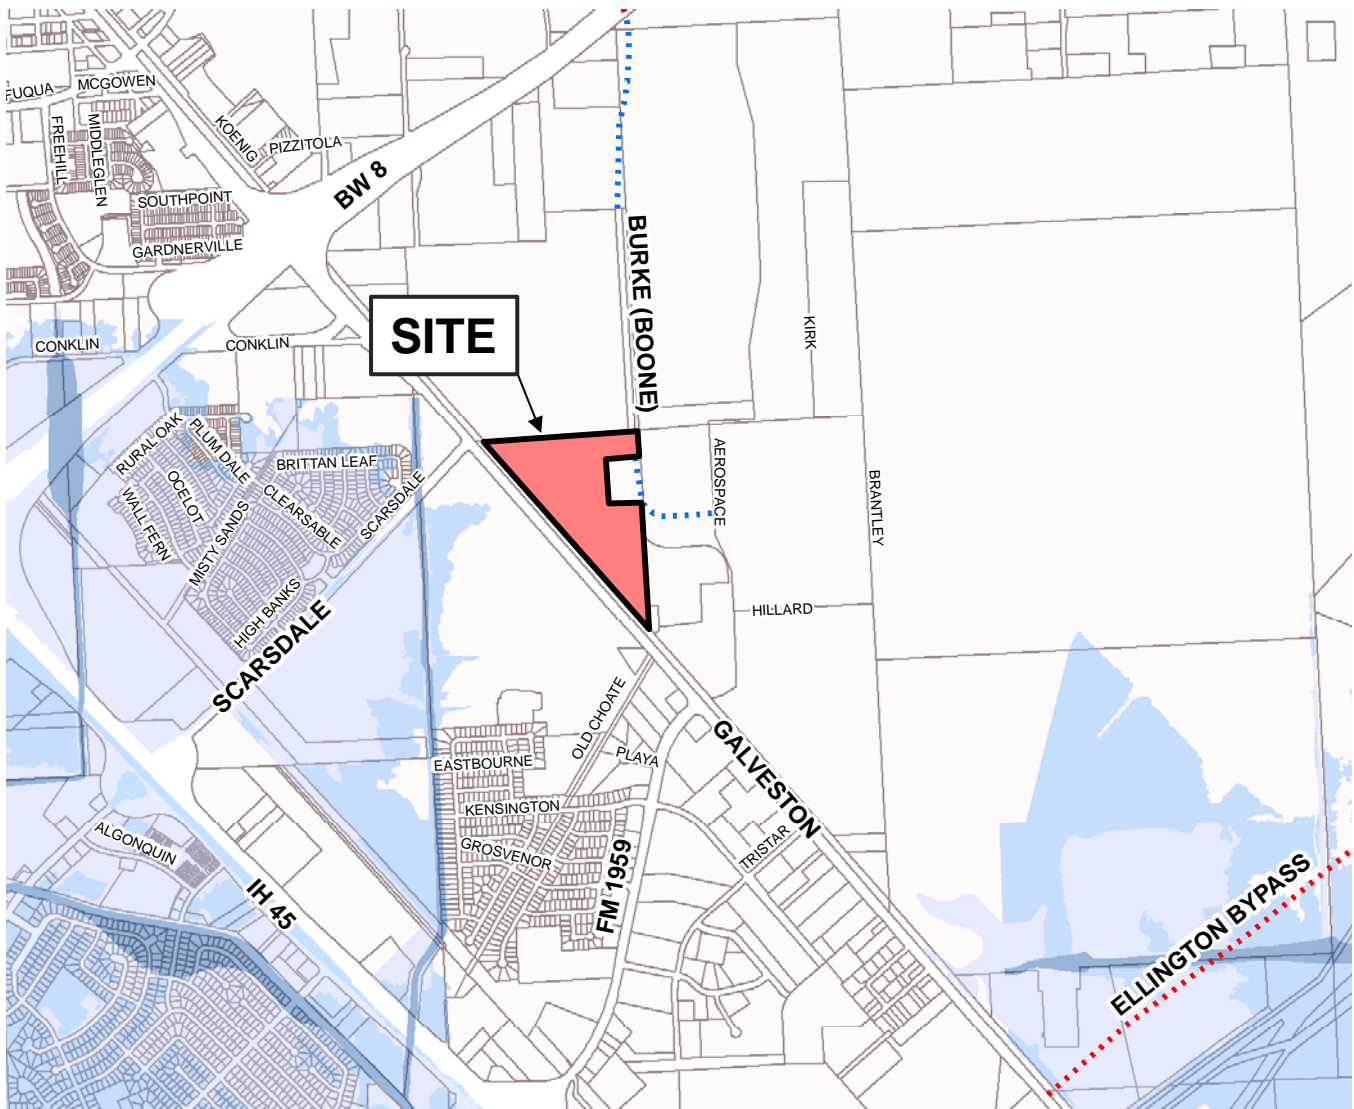 FUQUA
MCGOWEN
FREEHILL
MIDDLEGLEN
KOENIG
PIZZITOLA
BW 8
SOUTHPOINT
GARDNERVILLE
BURKE (BOONE)
SITE
CONKLIN
CONKLIN
KIRK
RURAL OAK
PLUM DALE
BRITTAN LEAF
OCELOT
CLEARSABLE
SCARSDALE
WALL FERN
MISTY SANDS
AEROSPACE
BRANTLEY
HIGH BANKS
HILLARD
SCARSDALE
OLD CHOATE
GALVESTON
PLAYA
EASTBOURNE
KENSINGTON
GROSVENOR
TRISTAR
ALGONQUIN
FM 1959
IH 45
ELLINGTON BYPASS